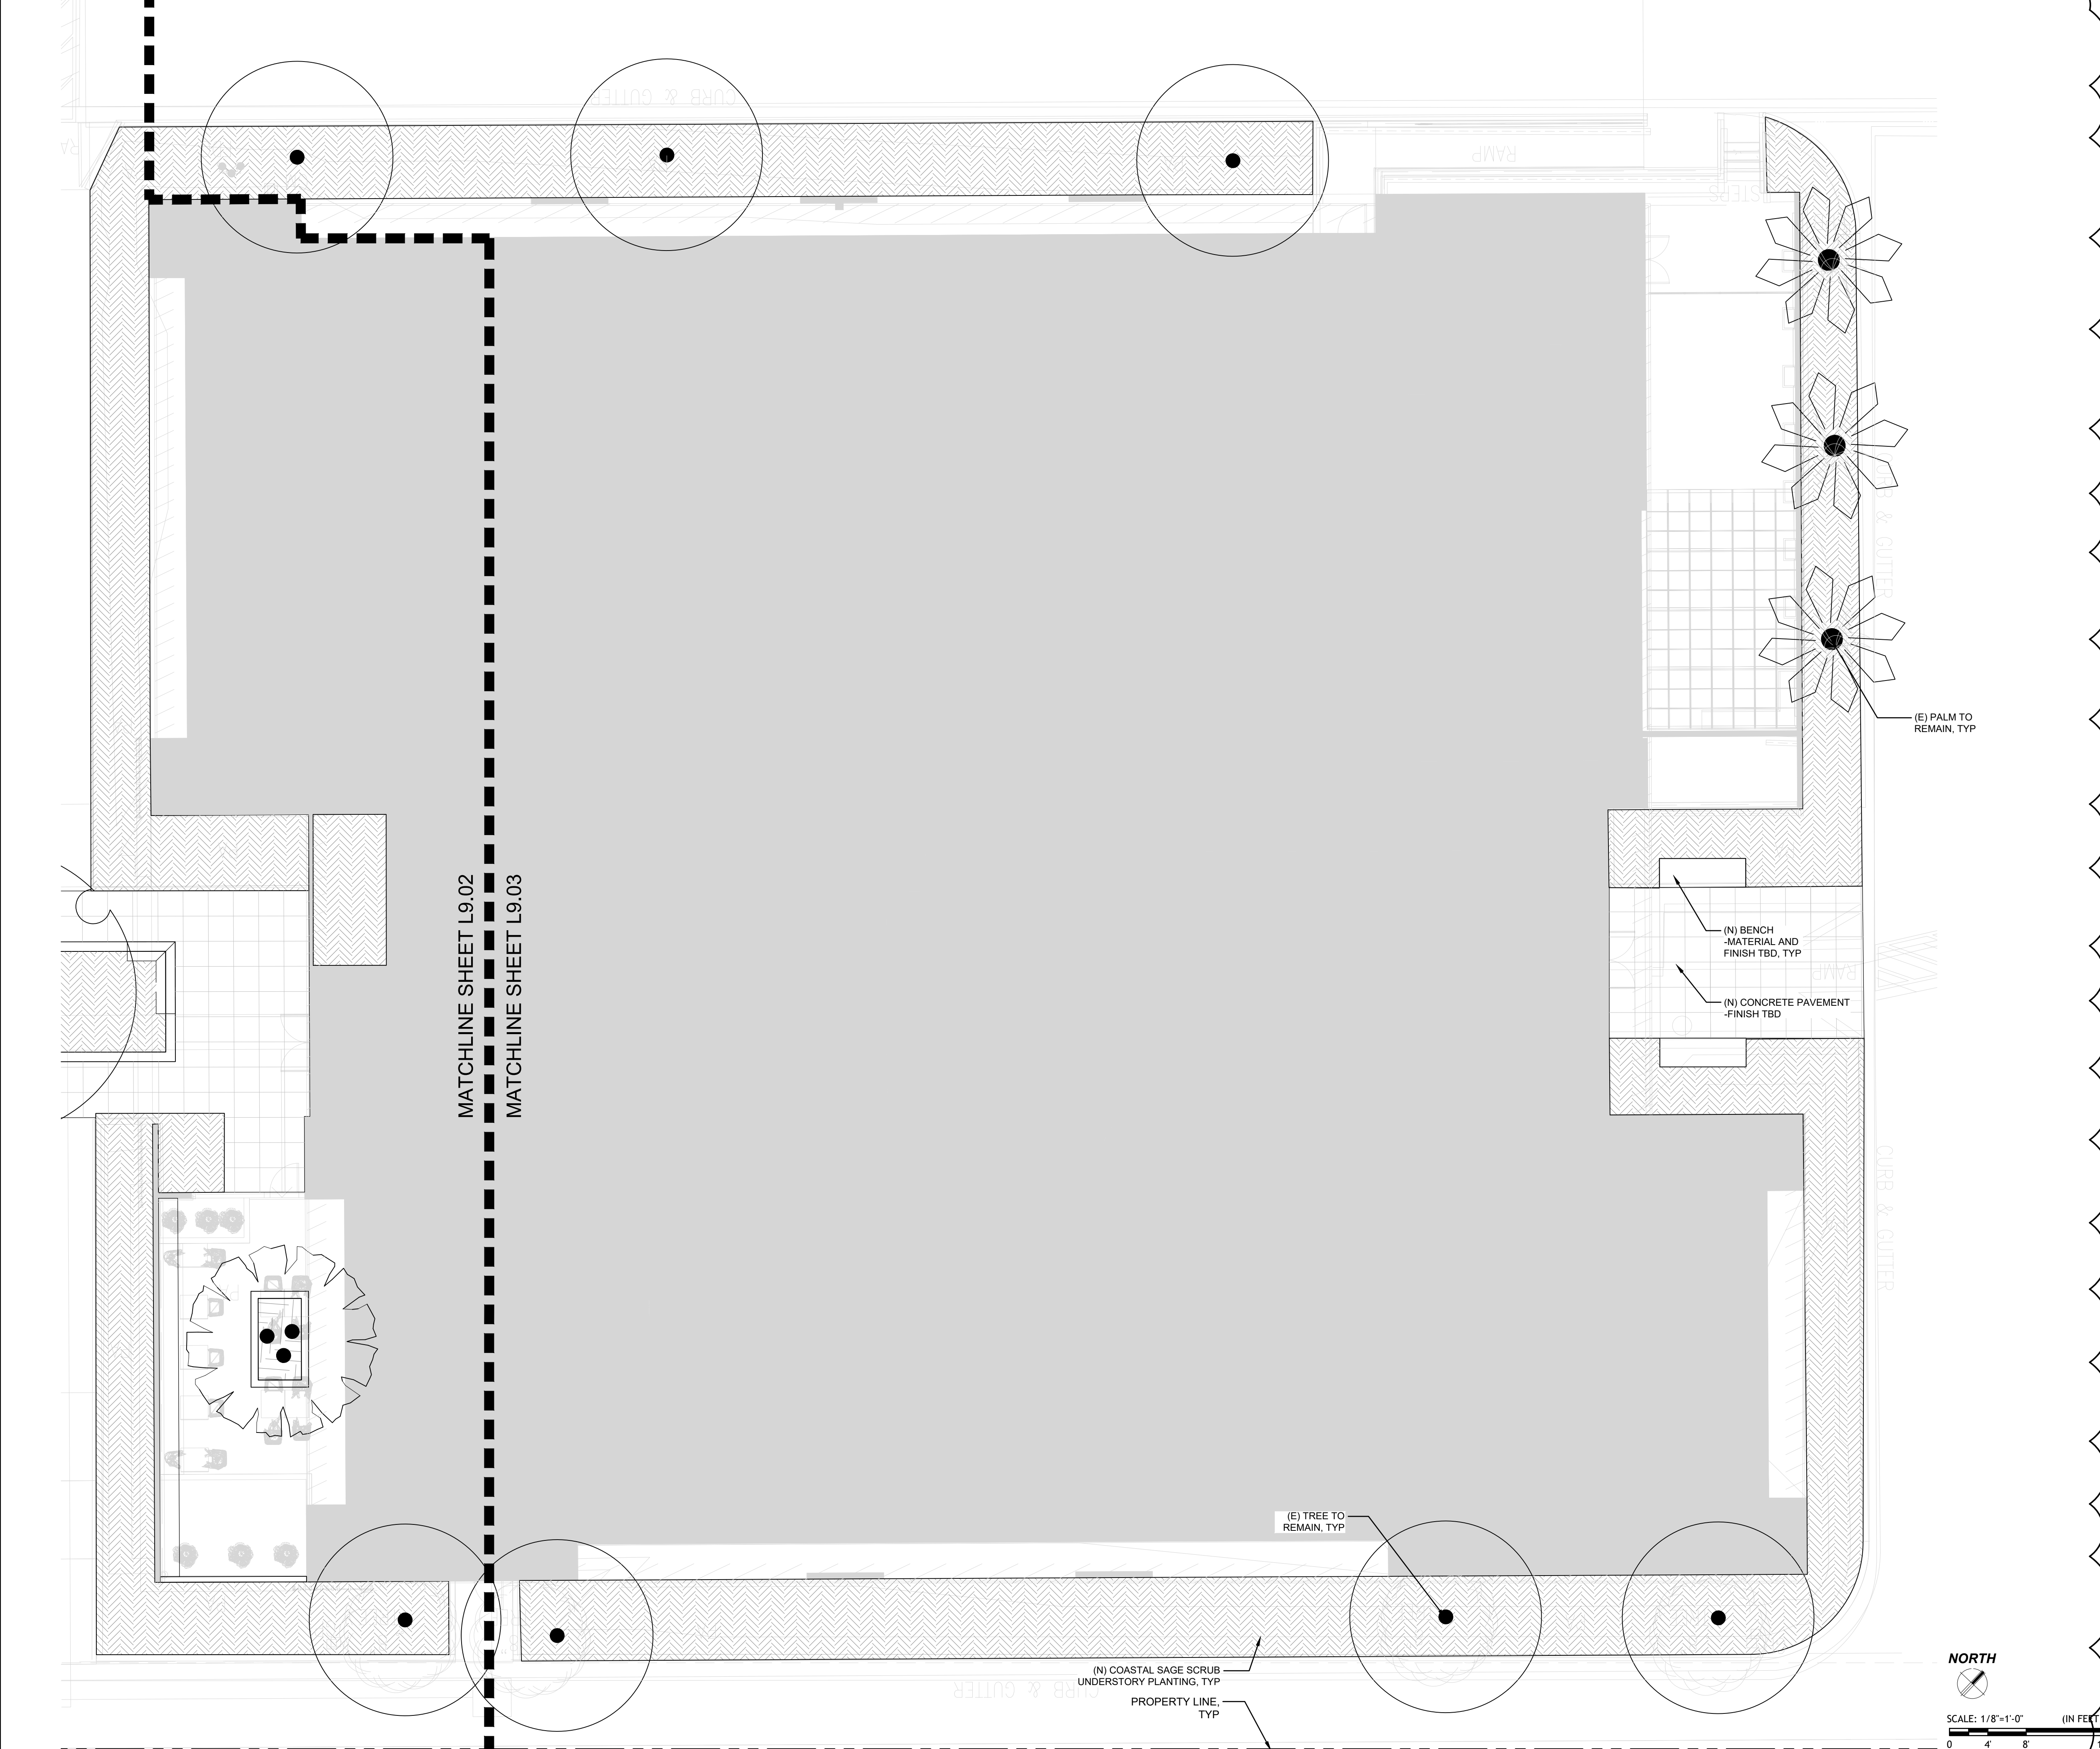 CURB & GUTTER
RAMP
STEPS
CURB & GUTTER
(E) PALM TO
REMAIN, TYP
MATCHLINE SHEET L9.02
MATCHLINE SHEET L9.03
(N) BENCH
-MATERIAL AND
FINISH TBD, TYP
RAMP
(N) CONCRETE PAVEMENT
-FINISH TBD
CURB & GUTTER
(E) TREE TO
REMAIN, TYP
(N) COASTAL SAGE SCRUB
UNDERSTORY PLANTING, TYP
CURB & GUTTER
PROPERTY LINE,
TYP
NORTH
SCALE: 1/8"=1'-0" (IN FEET
0 4' 8'